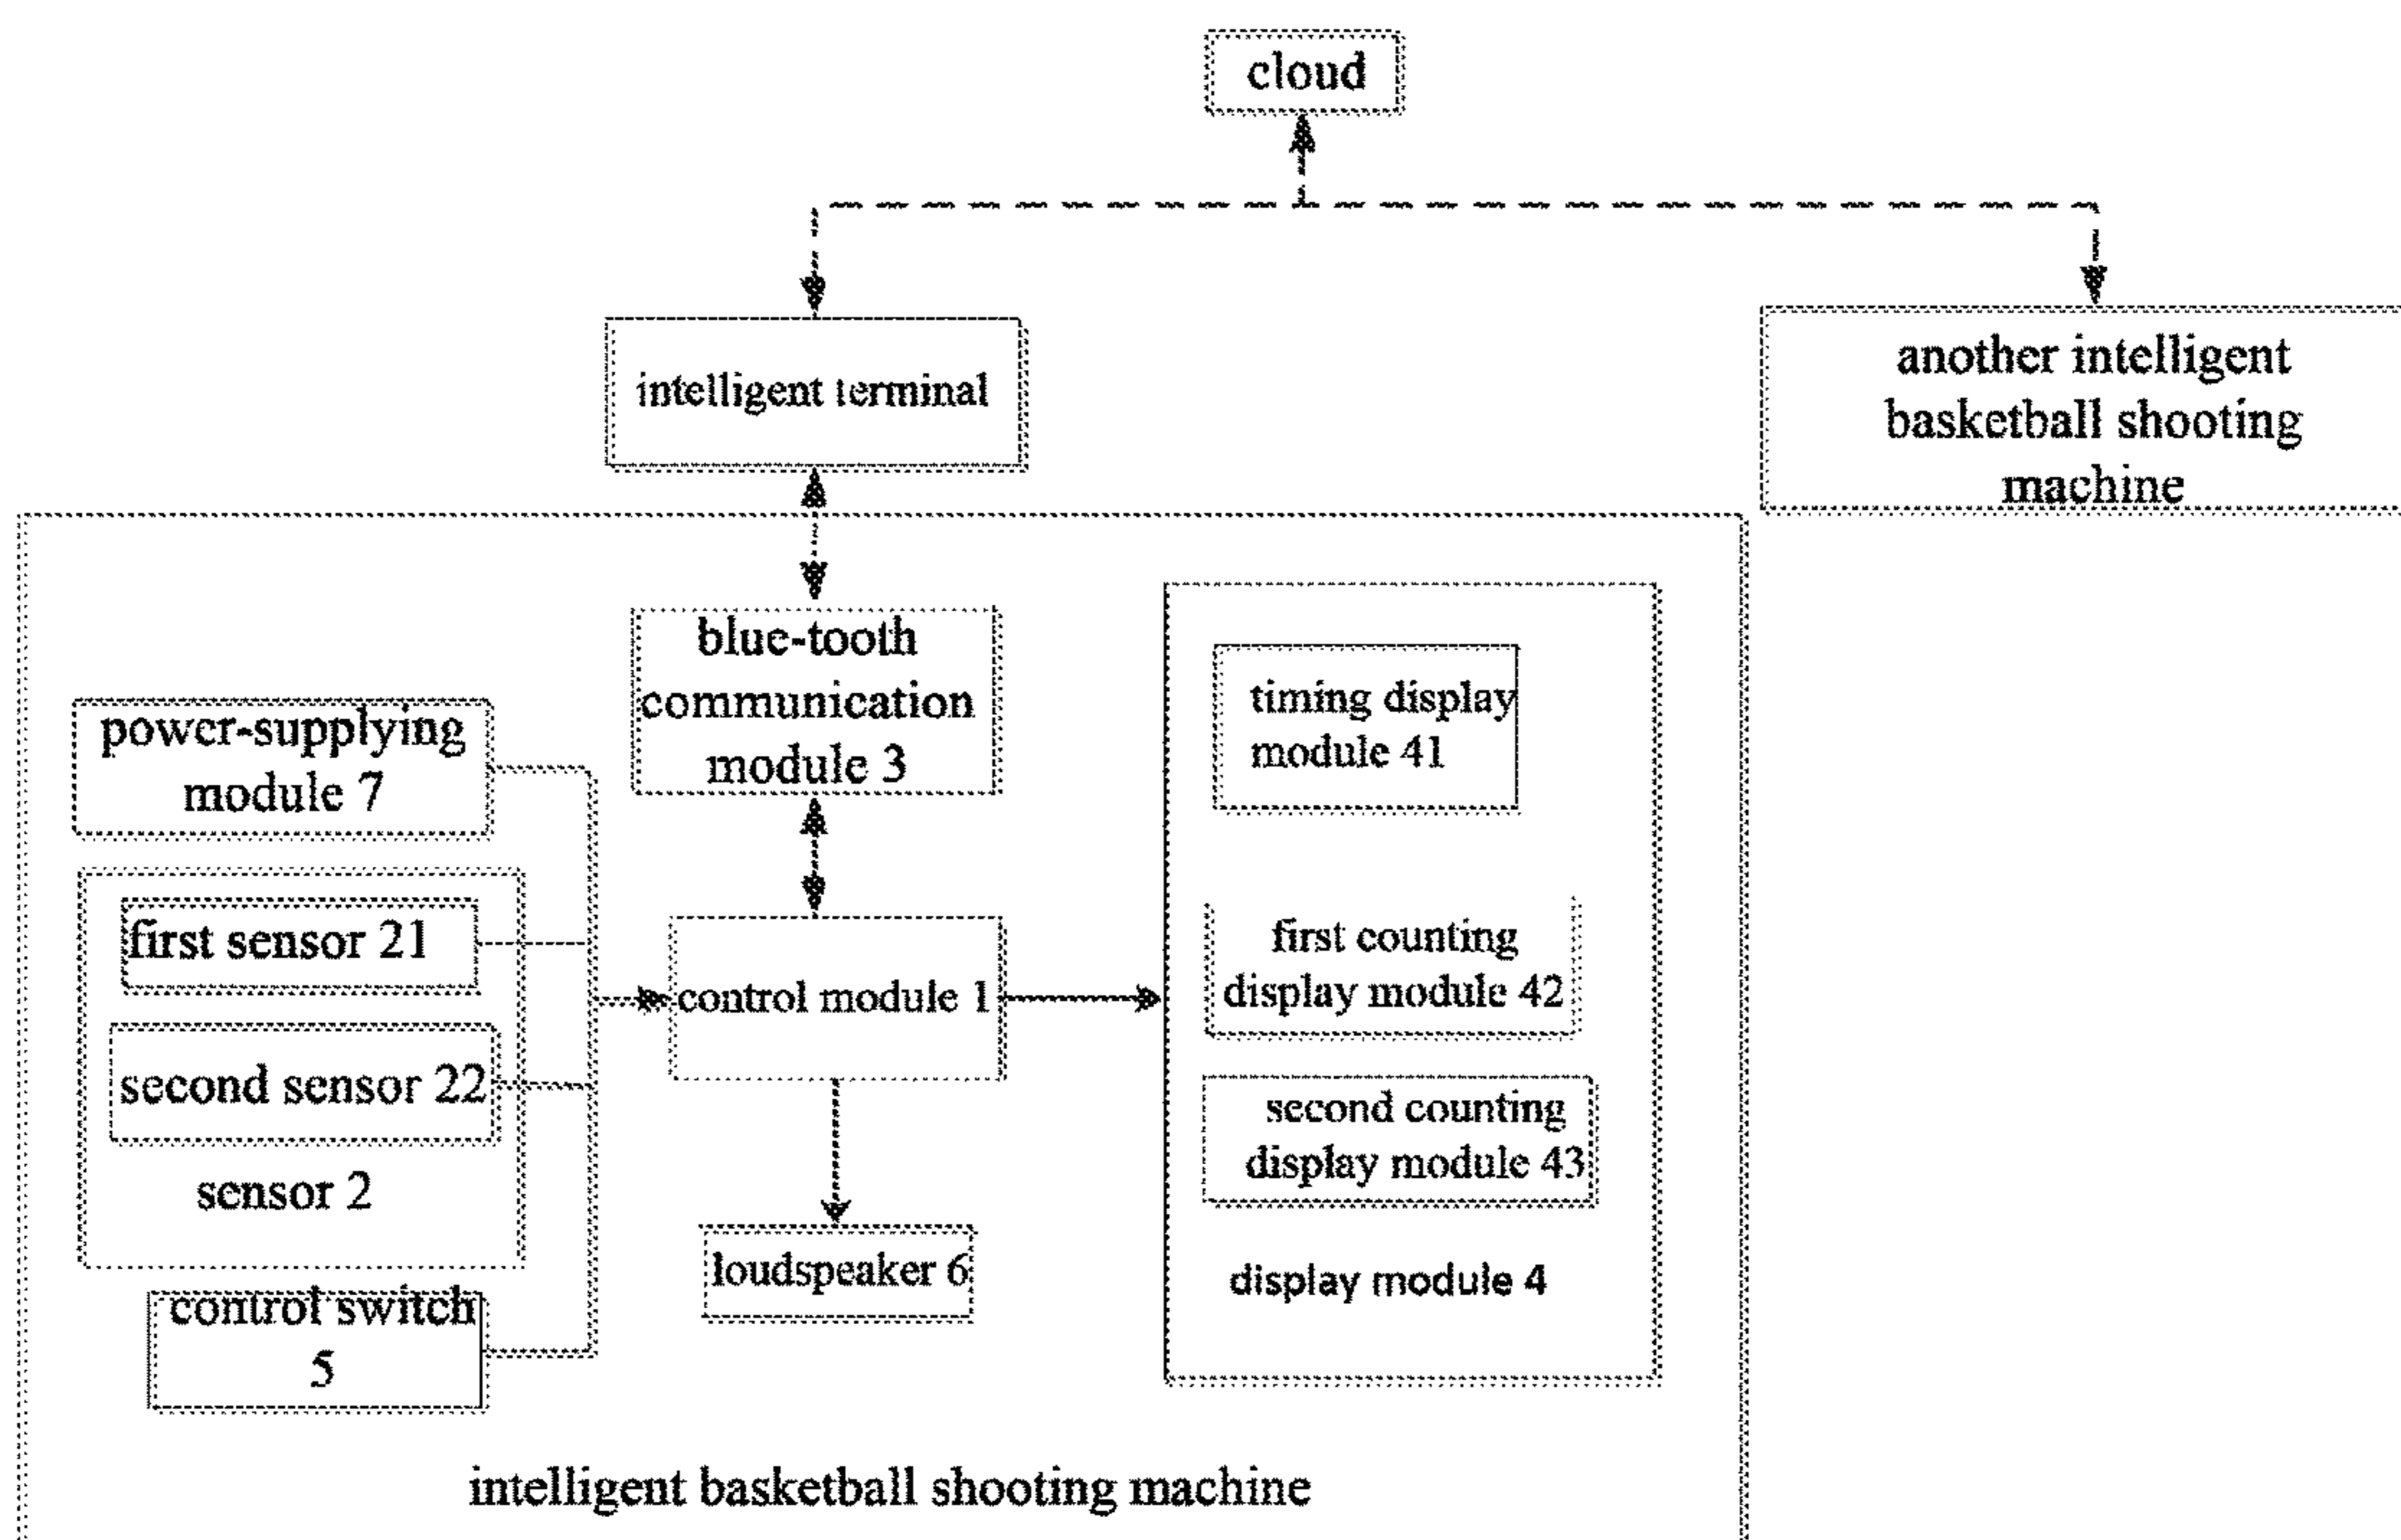 cloud
intelligent terminal
another intelligent
basketball shooting
machine
blue-tooth
communication
module 3
power-supplying
module 7
first sensor 21
second sensor 22
sensor 2
control switch
5
control module 1
loudspeaker 6
timing display
module 41
first counting
display module 42
second counting
display module 43
display module 4
intelligent basketball shooting machine